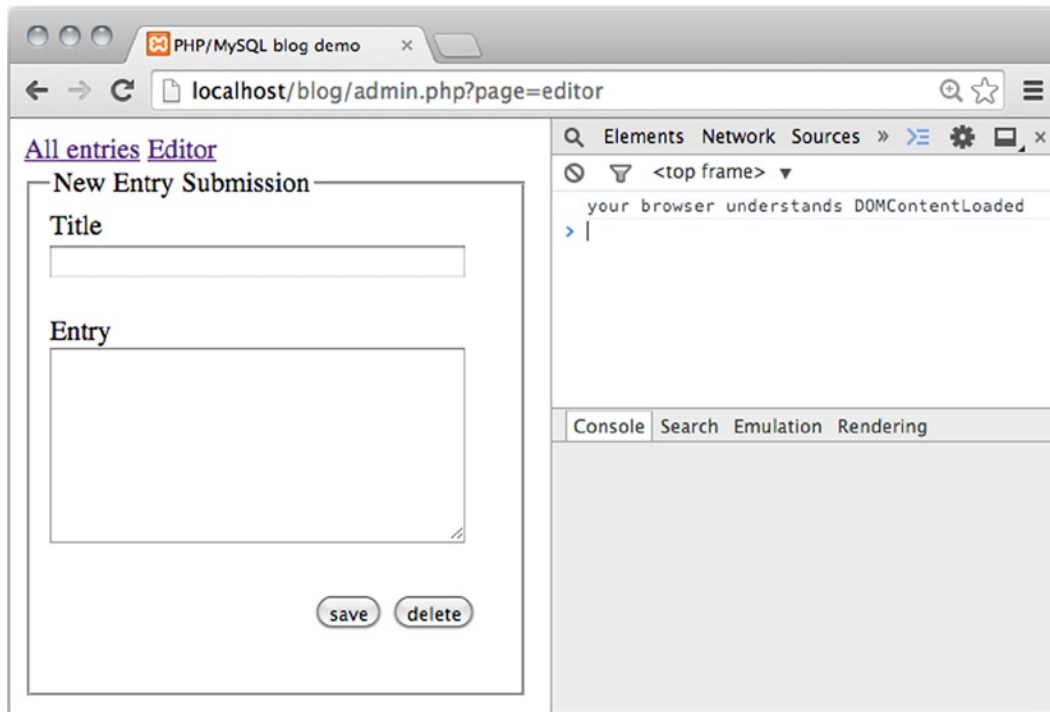 PHP/MySQL blog demo
localhost/blog/admin.php?page=editor
All entries Editor
New Entry Submission
Title
Entry
save delete
Elements Network Sources »
<top frame> ▼
your browser understands DOMContentLoaded
>
Console Search Emulation Rendering